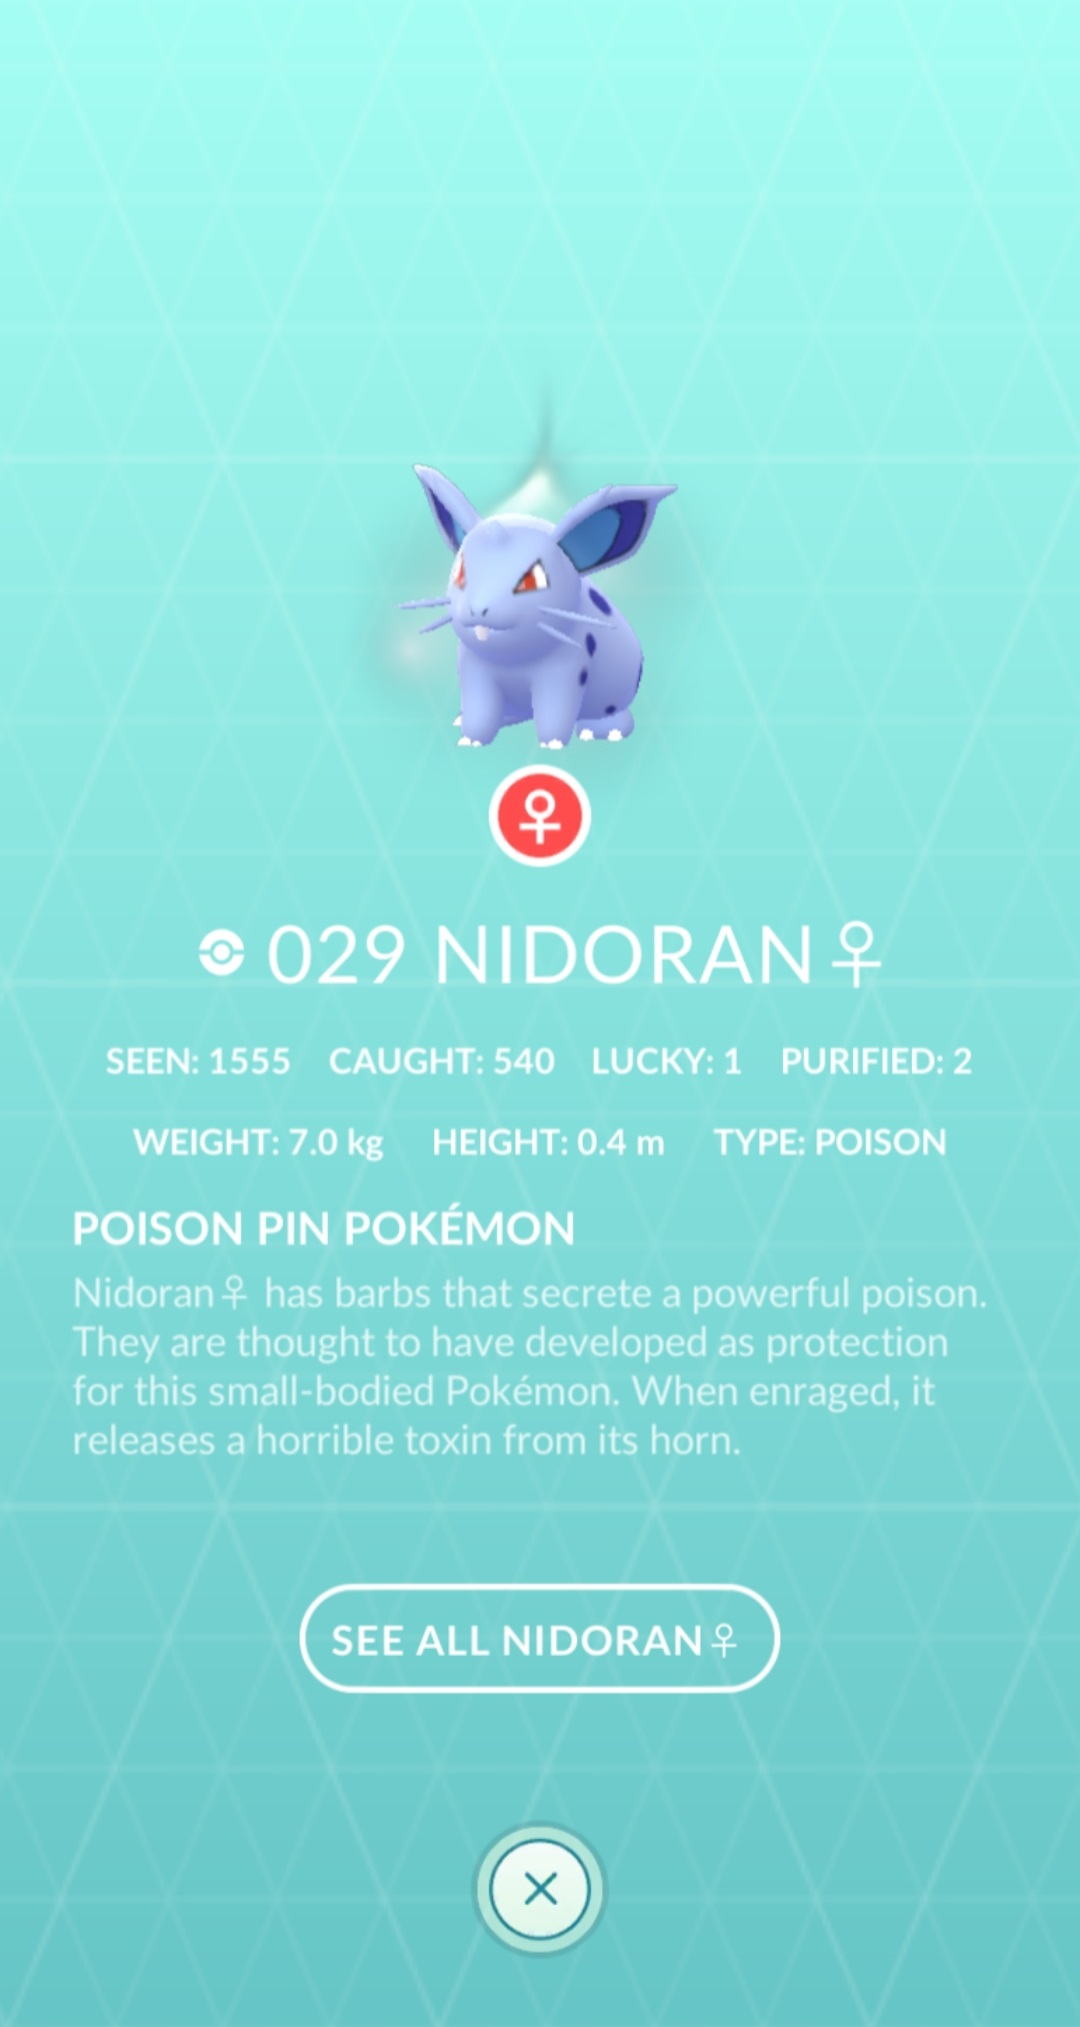 029 NIDORAN♀
SEEN: 1555 CAUGHT: 540 LUCKY: 1 PURIFIED: 2
WEIGHT: 7.0 kg HEIGHT: 0.4 m TYPE: POISON
POISON PIN POKÉMON
Nidoran♀ has barbs that secrete a powerful poison.
They are thought to have developed as protection
for this small-bodied Pokémon. When enraged, it
releases a horrible toxin from its horn.
SEE ALL NIDORAN♀